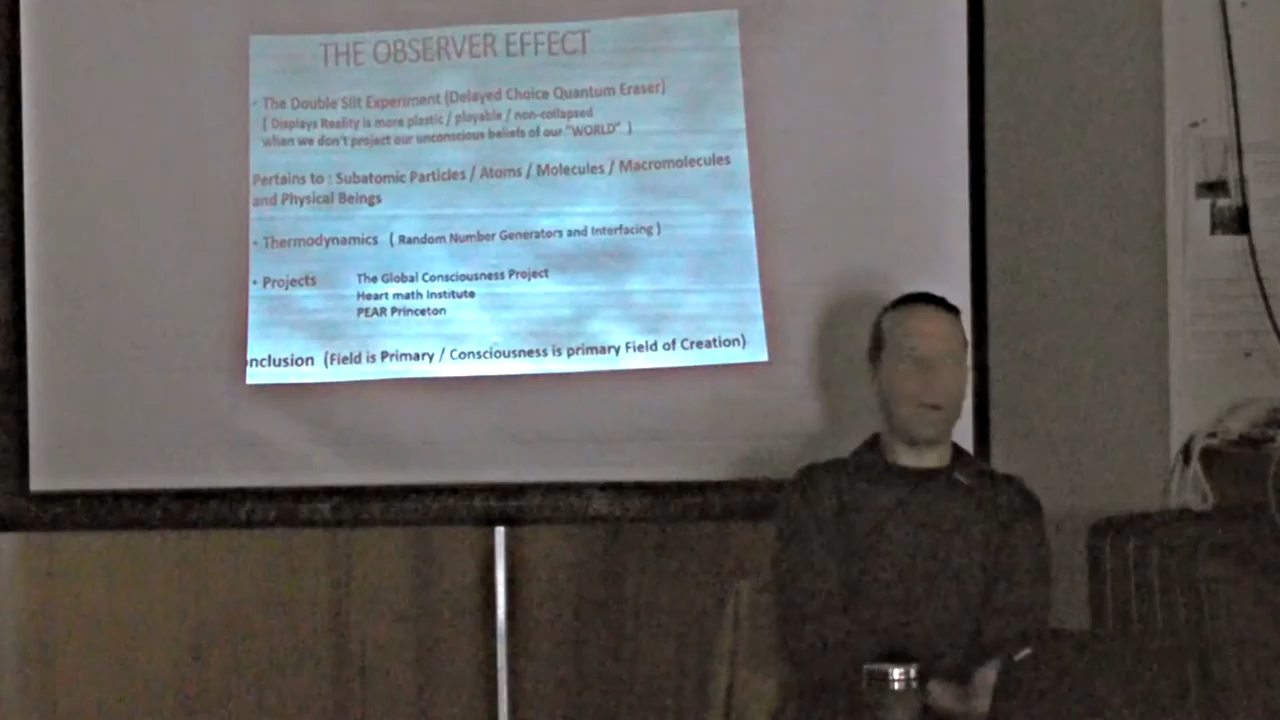 THE OBSERVER EFFECT
• The Double Slit Experiment (Delayed Choice Quantum Eraser)
( Displays Reality is more plastic / playable / non-collapsed
when we don't project our unconscious beliefs of our "WORLD" )
Pertains to : Subatomic Particles / Atoms / Molecules / Macromolecules
and Physical Beings
• Thermodynamics ( Random Number Generators and Interfacing )
• Projects The Global Consciousness Project
Heart math Institute
PEAR Princeton
nclusion (Field is Primary / Consciousness is primary Field of Creation)